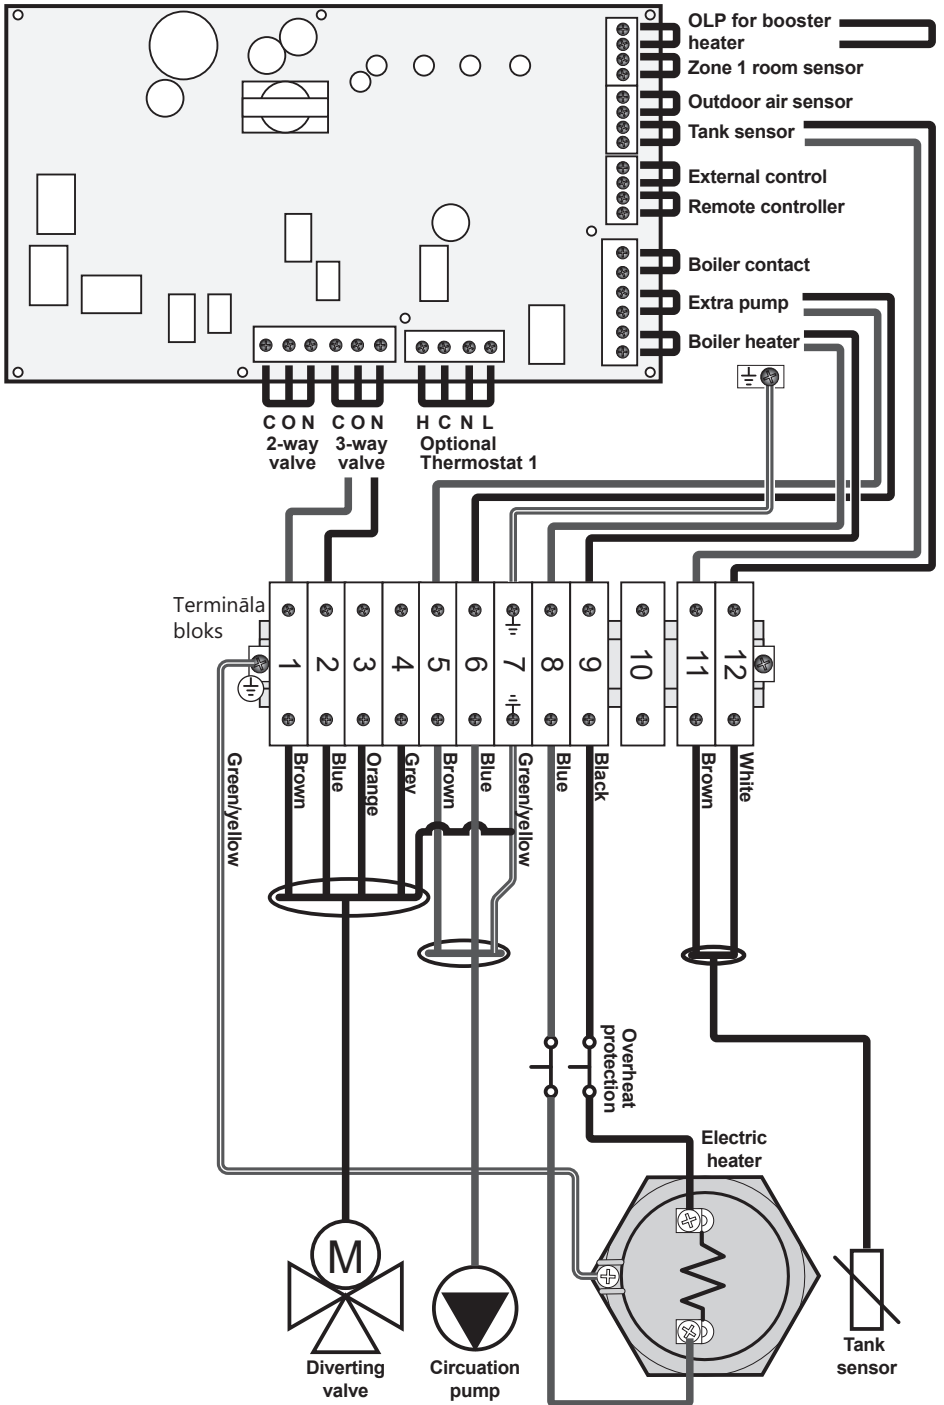 OLP for booster
heater
Zone 1 room sensor
Outdoor air sensor
Tank sensor
External control
Remote controller
Boiler contact
Extra pump
Boiler heater
C O N C O N H C N L
2-way
valve
3-way
valve
Optional
Thermostat 1
Termināla
bloks
1 2 3 4 5 6 7 8 9 10 11 12
Green/yellow
Brown
Blue
Orange
Grey
Brown
Blue
Green/yellow
Blue
Black
Brown
White
Overheat
protection
Electric
heater
M
Diverting
valve
Circuation
pump
Tank
sensor